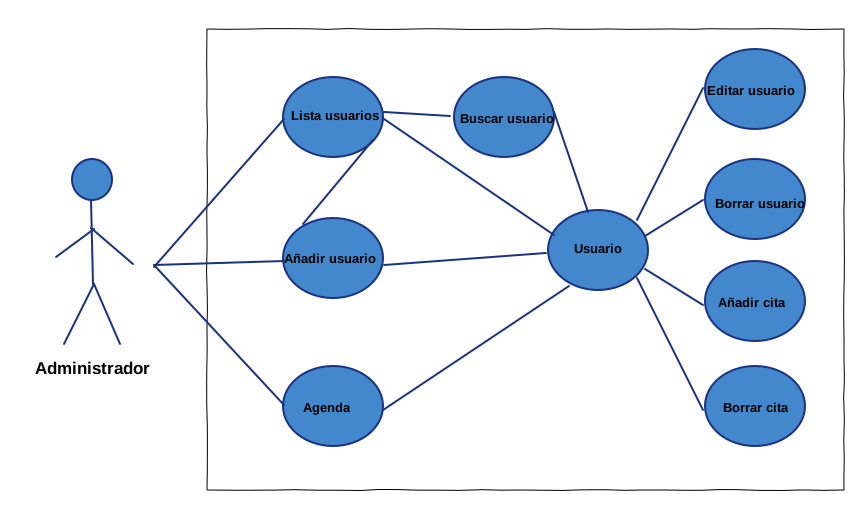 Editar usuario
Lista usuarios
Buscar usuario
Borrar usuario
Añadir usuario
Usuario
Añadir cita
Administrador
Agenda
Borrar cita